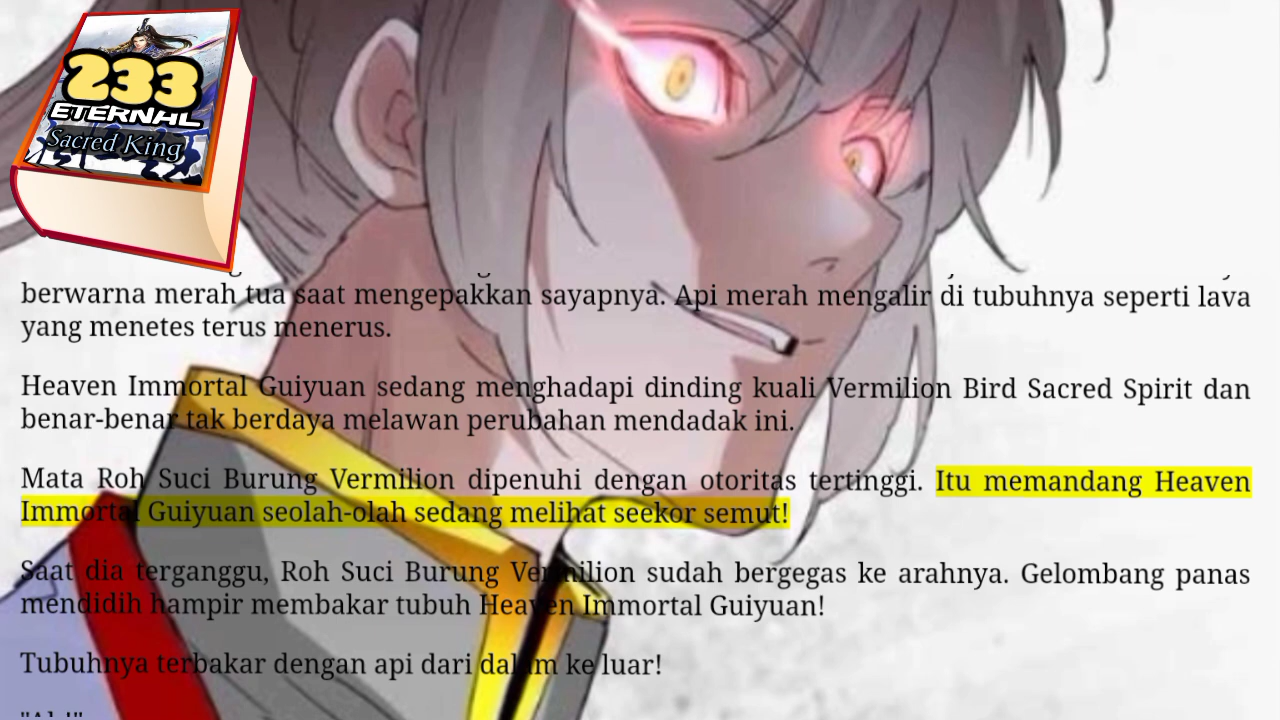 233
ETERNAL
Sacred King
berwarna merah tua saat mengepakkan sayapnya. Api merah mengalir di tubuhnya seperti lava
yang menetes terus menerus.
Heaven Immortal Guiyuan sedang menghadapi dinding kuali Vermilion Bird Sacred Spirit dan
benar-benar tak berdaya melawan perubahan mendadak ini.
Mata Roh Suci Burung Vermilion dipenuhi dengan otoritas tertinggi. Itu memandang Heaven
Immortal Guiyuan seolah-olah sedang melihat seekor semut!
Saat dia terganggu, Roh Suci Burung Vermilion sudah bergegas ke arahnya. Gelombang panas
mendidih hampir membakar tubuh Heaven Immortal Guiyuan!
Tubuhnya terbakar dengan api dari dalam ke luar!